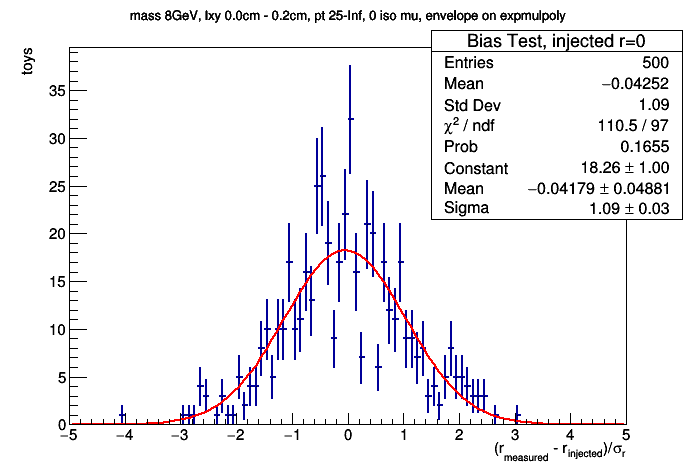 mass 8GeV, lxy 0.0cm - 0.2cm, pt 25-Inf, 0 iso mu, envelope on expmulpoly
toys
Bias Test, injected r=0
Entries 500
Mean −0.04252
Std Dev 1.09
χ² / ndf 110.5 / 97
Prob 0.1655
Constant 18.26 ± 1.00
Mean −0.04179 ± 0.04881
Sigma 1.09 ± 0.03
35
30
25
20
15
10
5
0
−5 −4 −3 −2 −1 0 1 2 3 4 5
(r_measured - r_injected)/σ_r